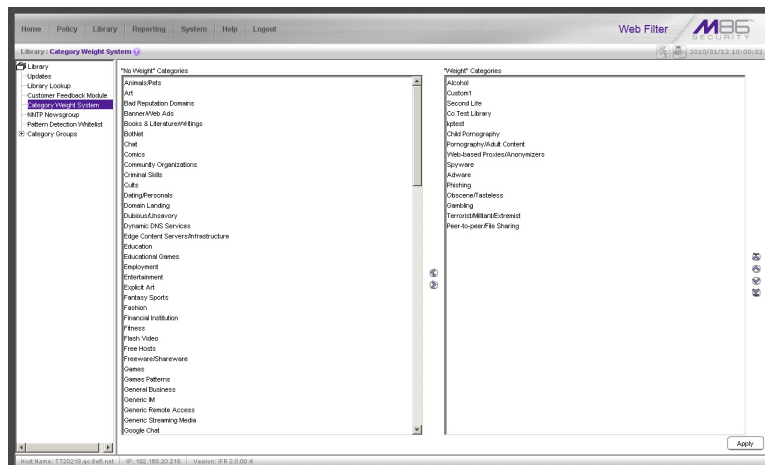 Home Policy Library Reporting System Help Logout
Web Filter
M86
SECURITY
Library : Category Weight System
2010/01/12 10:00:32
Library
Updates
Library Lookup
Customer Feedback Module
Category Weight System
NNTP Newsgroup
Pattern Detection Whitelist
Category Groups
"No Weight" Categories
Animals/Pets
Art
Bad Reputation Domains
Banner/Web Ads
Books & Literature/Writings
BotNet
Chat
Comics
Community Organizations
Criminal Skills
Cults
Dating/Personals
Domain Landing
Dubious/Unsavory
Dynamic DNS Services
Edge Content Servers/Infrastructure
Education
Educational Games
Employment
Entertainment
Explicit Art
Fantasy Sports
Fashion
Financial Institution
Fitness
Flash Video
Free Hosts
Freeware/Shareware
Games
Games Patterns
General Business
Generic IM
Generic Remote Access
Generic Streaming Media
Google Chat
"Weight" Categories
Alcohol
Custom1
Second Life
Co Test Library
kptest
Child Pornography
Pornography/Adult Content
Web-based Proxies/Anonymizers
Spyware
Adware
Phishing
Obscene/Tasteless
Gambling
Terrorist/Militant/Extremist
Peer-to-peer/File Sharing
Apply
Host Name: TT20218.qc.8e6.net IP: 192.168.20.218 Version: IFR 2.0.00.4